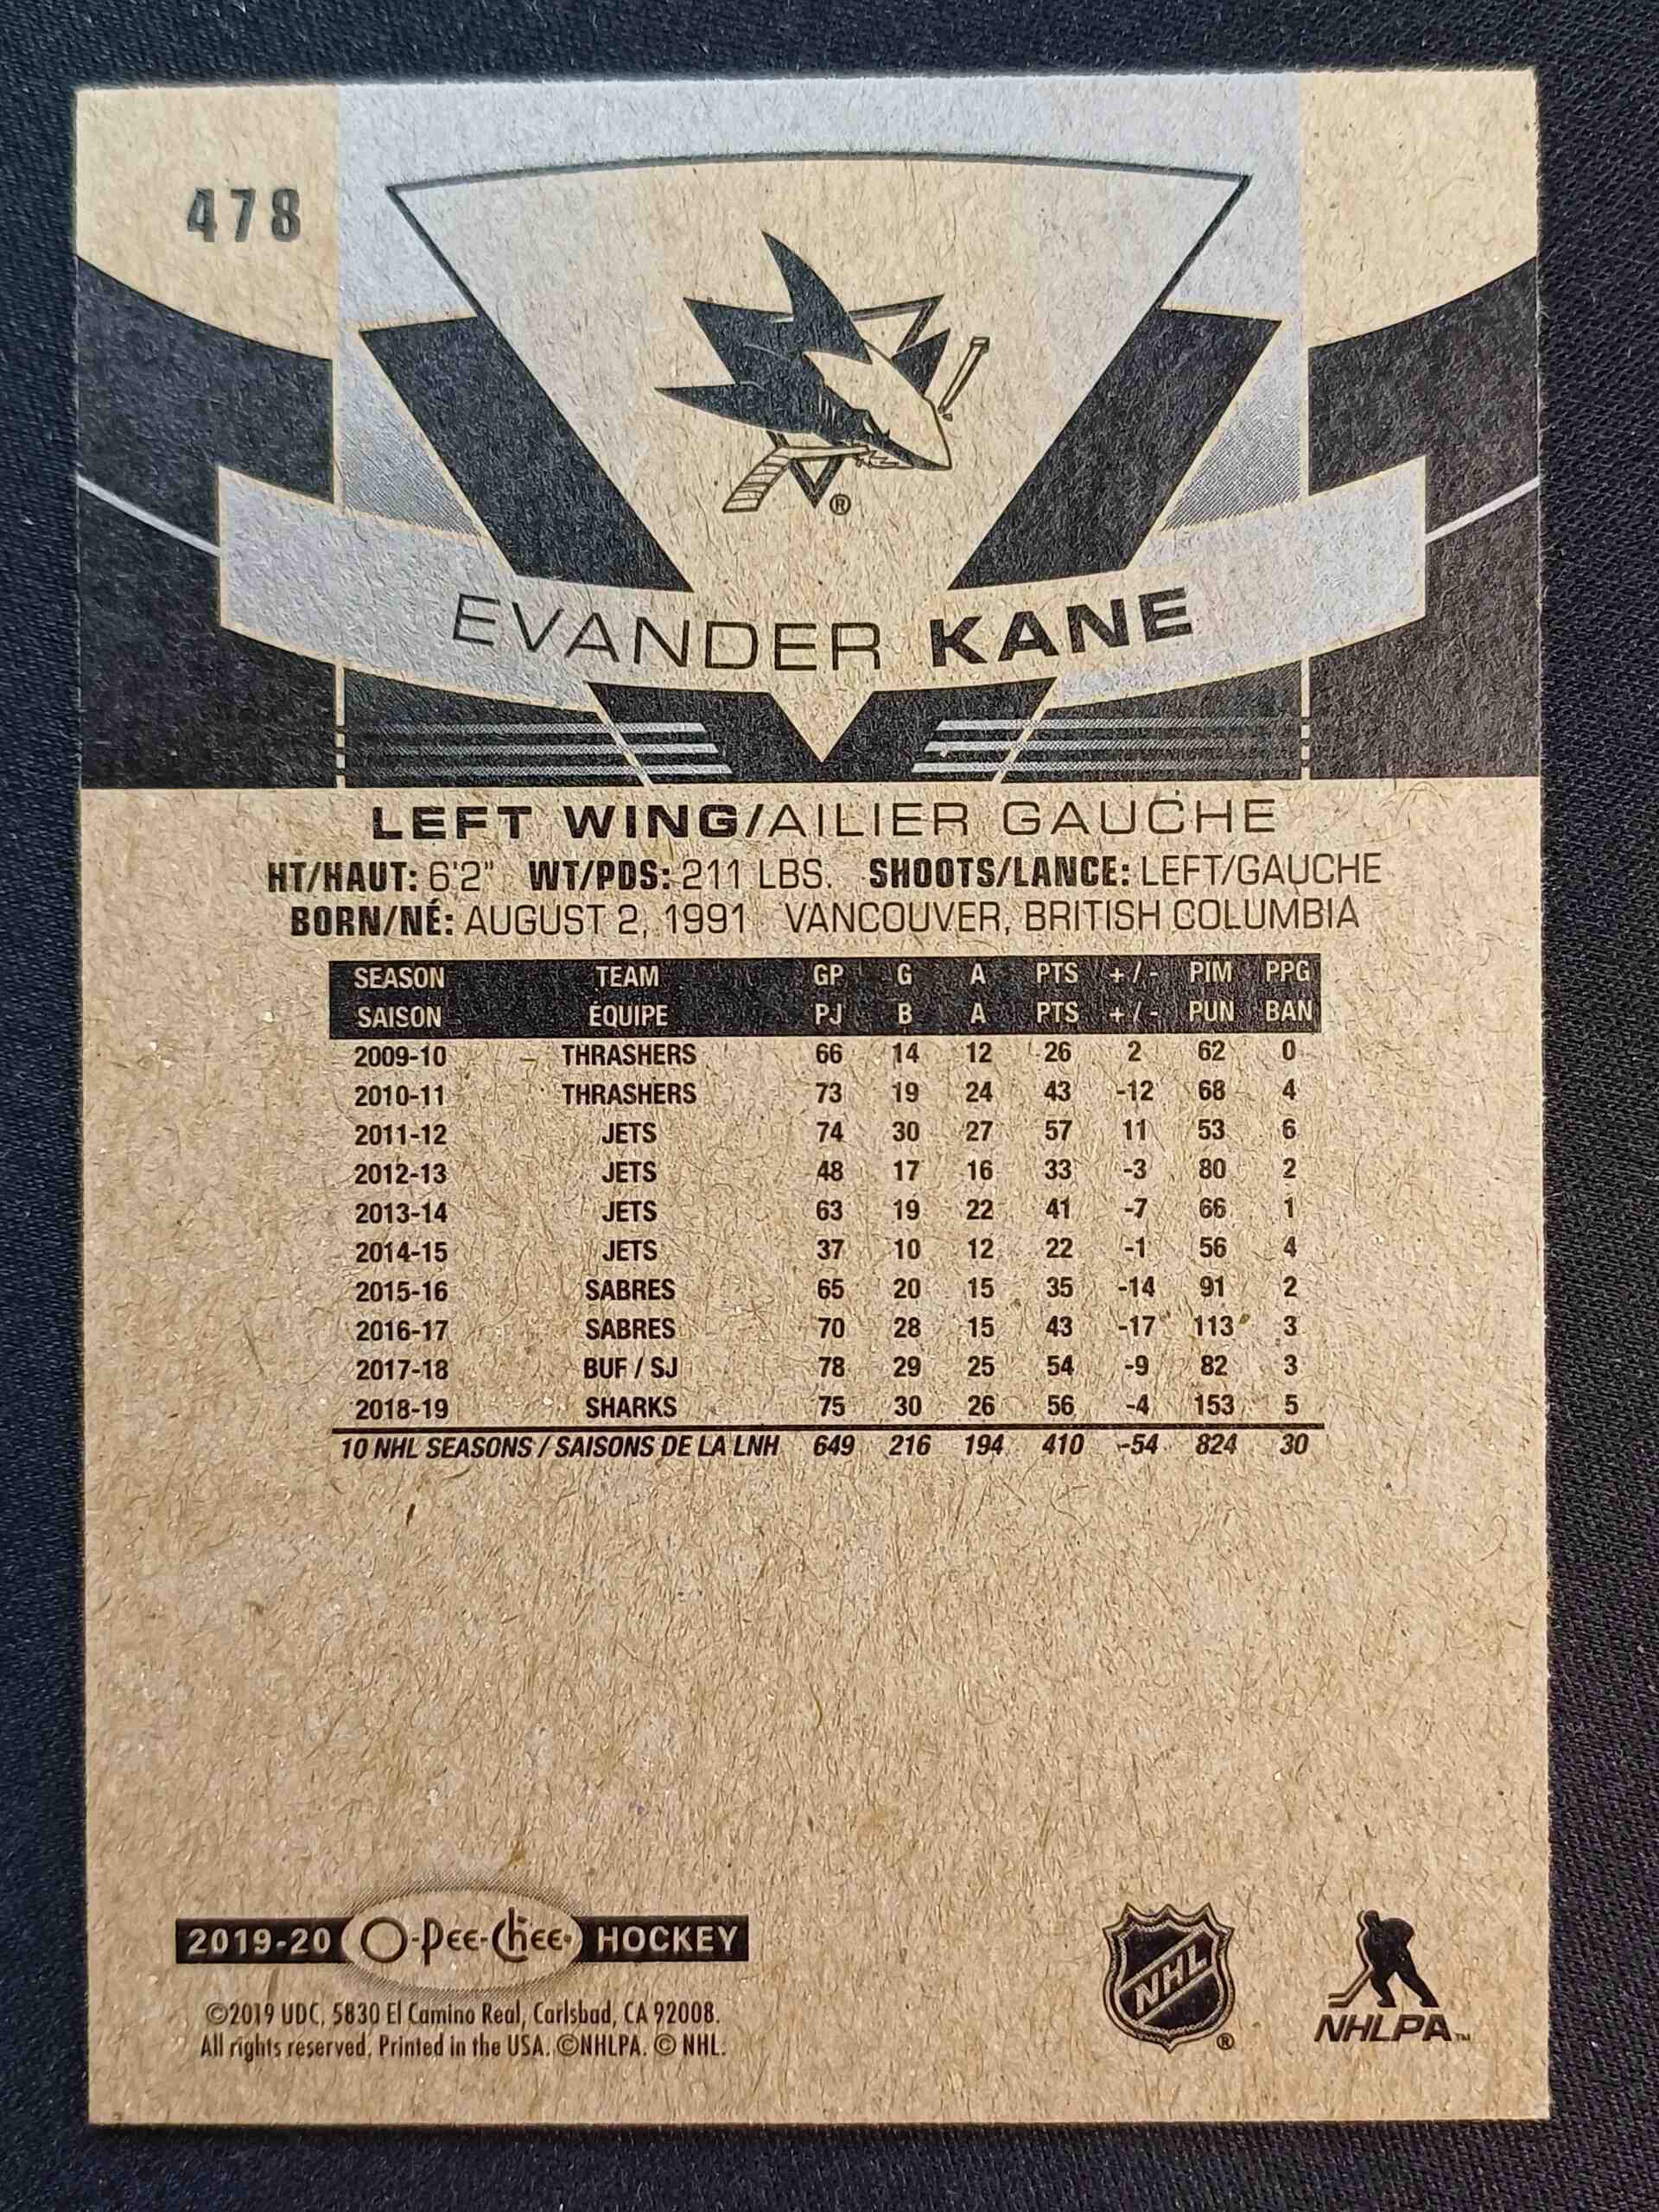 478
®
EVANDER KANE
LEFT WING/AILIER GAUCHE
HT/HAUT: 6'2" WT/PDS: 211 LBS. SHOOTS/LANCE: LEFT/GAUCHE
BORN/NÉ: AUGUST 2, 1991 VANCOUVER, BRITISH COLUMBIA
SEASON TEAM GP G A PTS +/- PIM PPG
SAISON ÉQUIPE PJ B A PTS +/- PUN BAN
2009-10 THRASHERS 66 14 12 26 2 62 0
2010-11 THRASHERS 73 19 24 43 -12 68 4
2011-12 JETS 74 30 27 57 11 53 6
2012-13 JETS 48 17 16 33 -3 80 2
2013-14 JETS 63 19 22 41 -7 66 1
2014-15 JETS 37 10 12 22 -1 56 4
2015-16 SABRES 65 20 15 35 -14 91 2
2016-17 SABRES 70 28 15 43 -17 113 3
2017-18 BUF / SJ 78 29 25 54 -9 82 3
2018-19 SHARKS 75 30 26 56 -4 153 5
10 NHL SEASONS / SAISONS DE LA LNH 649 216 194 410 -54 824 30
2019-20 O-Pee-Chee HOCKEY
©2019 UDC, 5830 El Camino Real, Carlsbad, CA 92008.
All rights reserved. Printed in the USA. ©NHLPA. © NHL.
NHL ®
NHLPA™